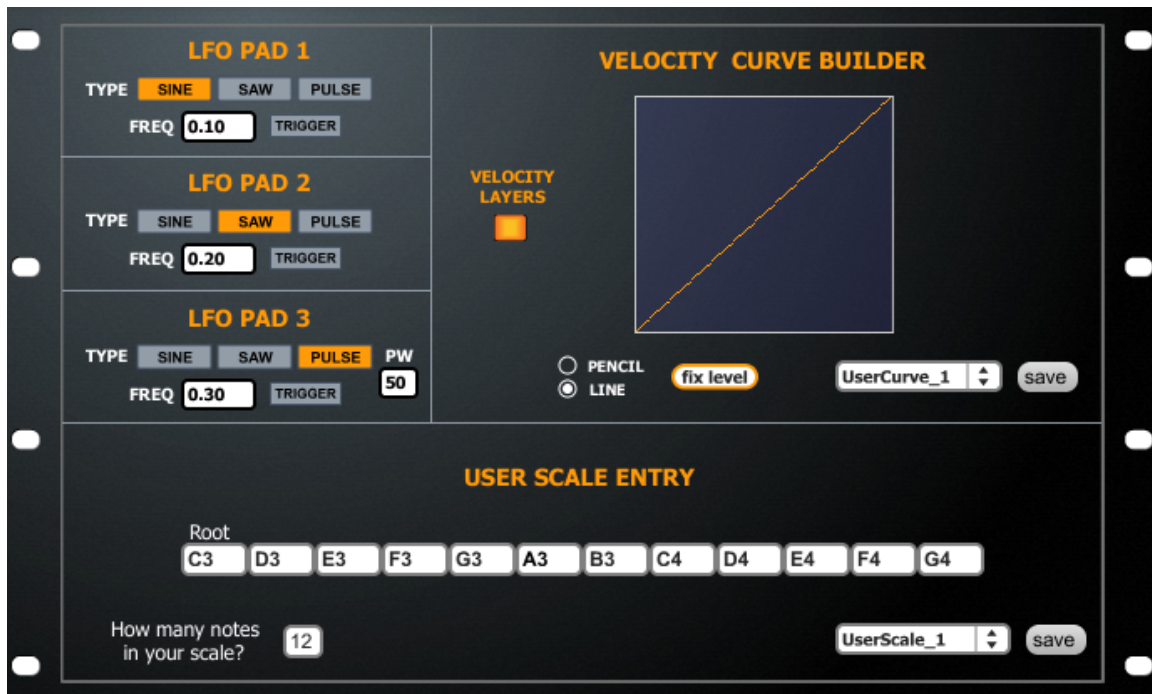 LFO PAD 1
TYPE SINE SAW PULSE
FREQ 0.10 TRIGGER
LFO PAD 2
TYPE SINE SAW PULSE
FREQ 0.20 TRIGGER
LFO PAD 3
TYPE SINE SAW PULSE PW
FREQ 0.30 TRIGGER 50
VELOCITY CURVE BUILDER
VELOCITY
LAYERS
PENCIL
LINE
fix level
UserCurve_1 save
USER SCALE ENTRY
Root
C3 D3 E3 F3 G3 A3 B3 C4 D4 E4 F4 G4
How many notes
in your scale? 12
UserScale_1 save